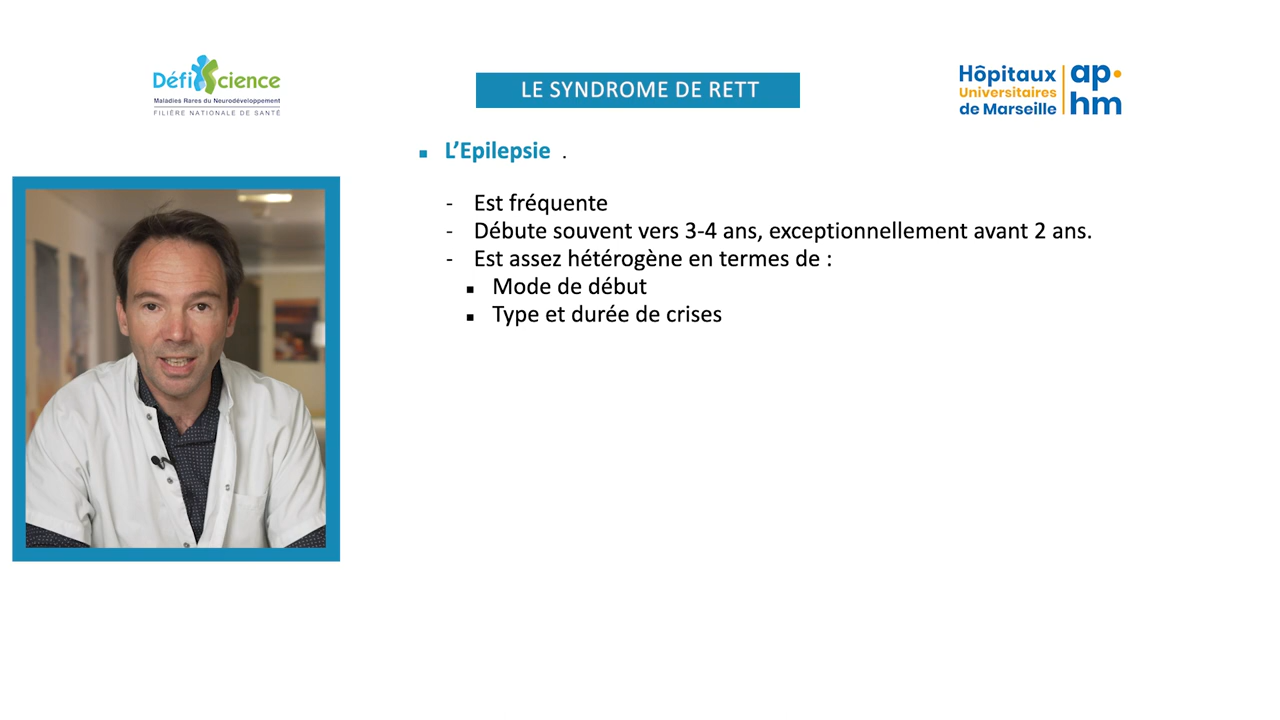 DéfiScience
Maladies Rares du Neurodéveloppement
FILIÈRE NATIONALE DE SANTÉ
LE SYNDROME DE RETT
Hôpitaux
Universitaires
de Marseille
ap.
hm
▪ L’Epilepsie .
- Est fréquente
- Débute souvent vers 3-4 ans, exceptionnellement avant 2 ans.
- Est assez hétérogène en termes de :
▪ Mode de début
▪ Type et durée de crises